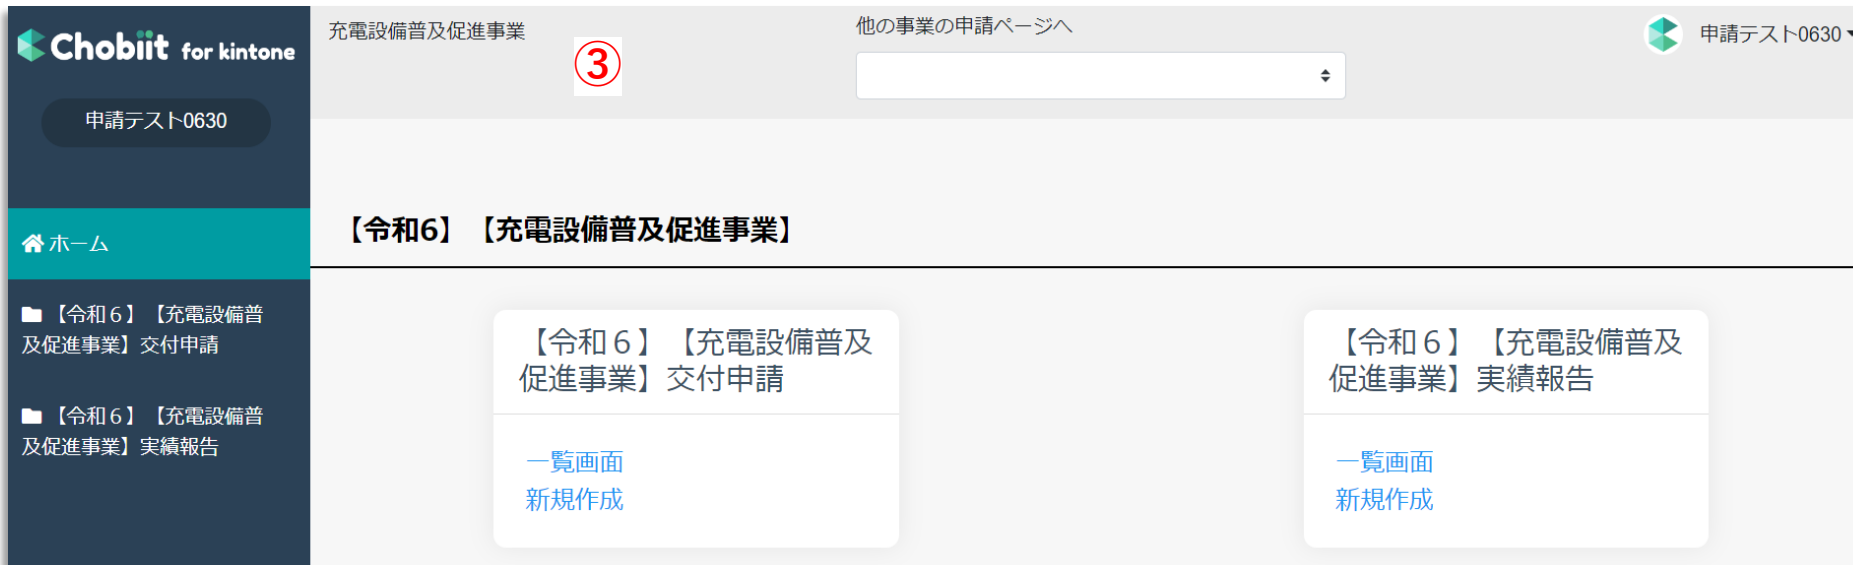 Chobiit for kintone
申請テスト0630
ホーム
【令和６】【充電設備普
及促進事業】交付申請
【令和６】【充電設備普
及促進事業】実績報告
充電設備普及促進事業
③
他の事業の申請ページへ
申請テスト0630
【令和6】【充電設備普及促進事業】
【令和６】【充電設備普及
促進事業】交付申請
一覧画面
新規作成
【令和６】【充電設備普及
促進事業】実績報告
一覧画面
新規作成